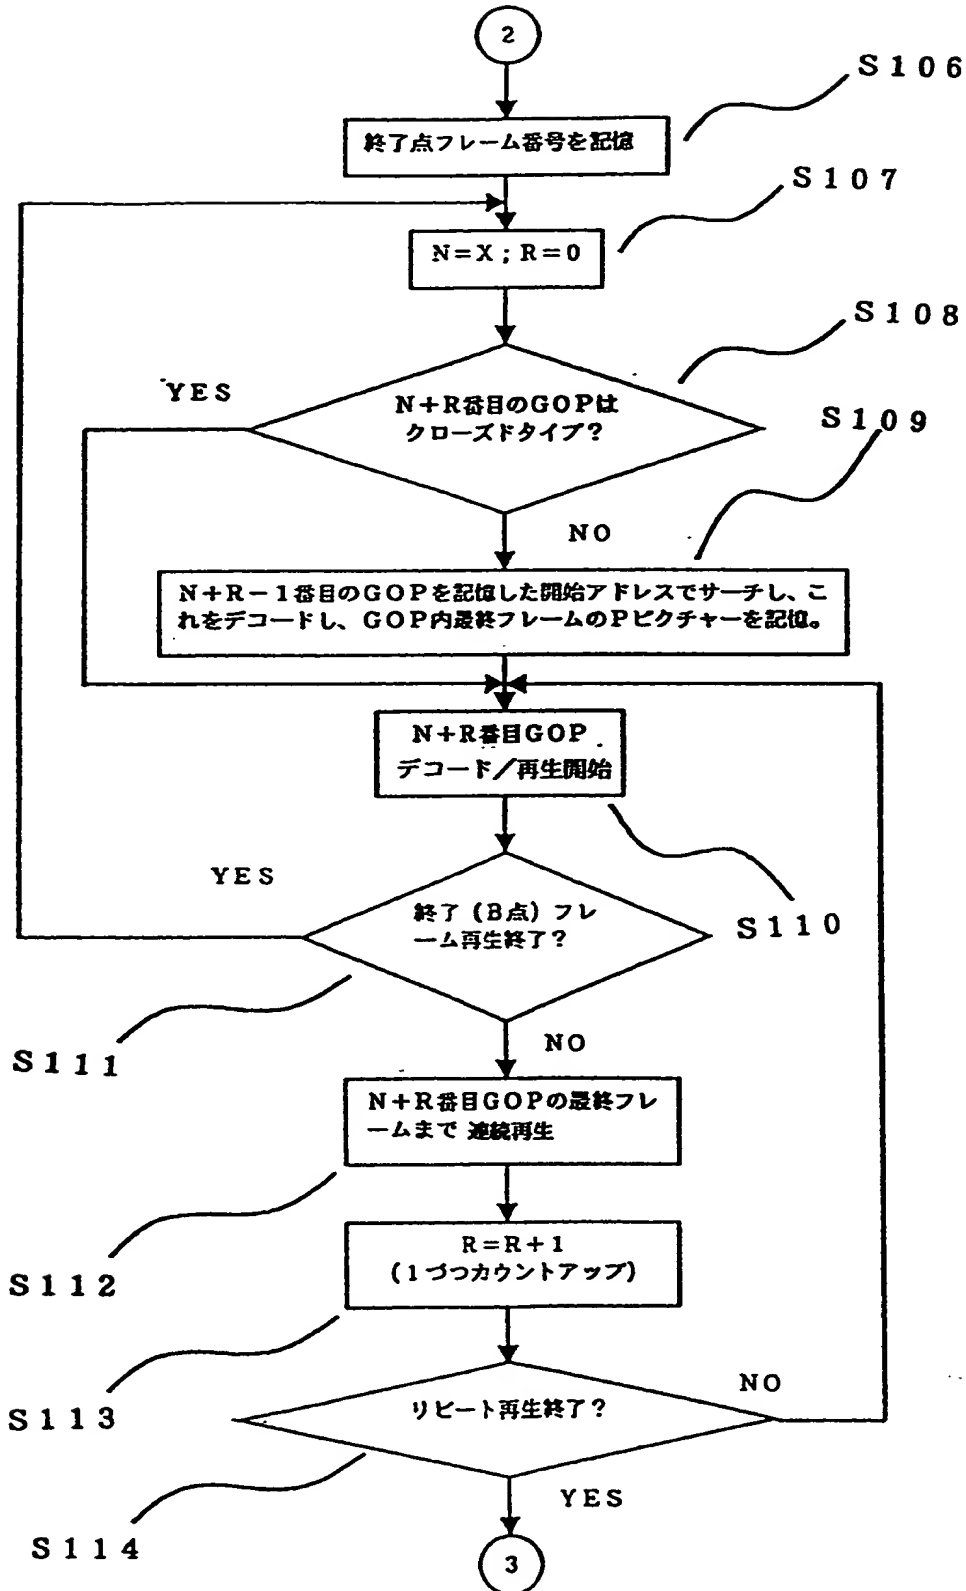 2
S106
終了点フレーム番号を記憶
S107
N=X;R=0
S108
YES
N+R番目のGOPは
クローズドタイプ?
S109
NO
N+R-1番目のGOPを記憶した開始アドレスでサーチし、こ
れをデコードし、GOP内最終フレームのPピクチャーを記憶。
N+R番目GOP
デコード/再生開始
YES
終了(B点)フレ
ーム再生終了?
S110
S111
NO
N+R番目GOPの最終フレ
ームまで 連続再生
S112
R=R+1
(1づつカウントアップ)
NO
リピート再生終了?
S113
YES
S114
3